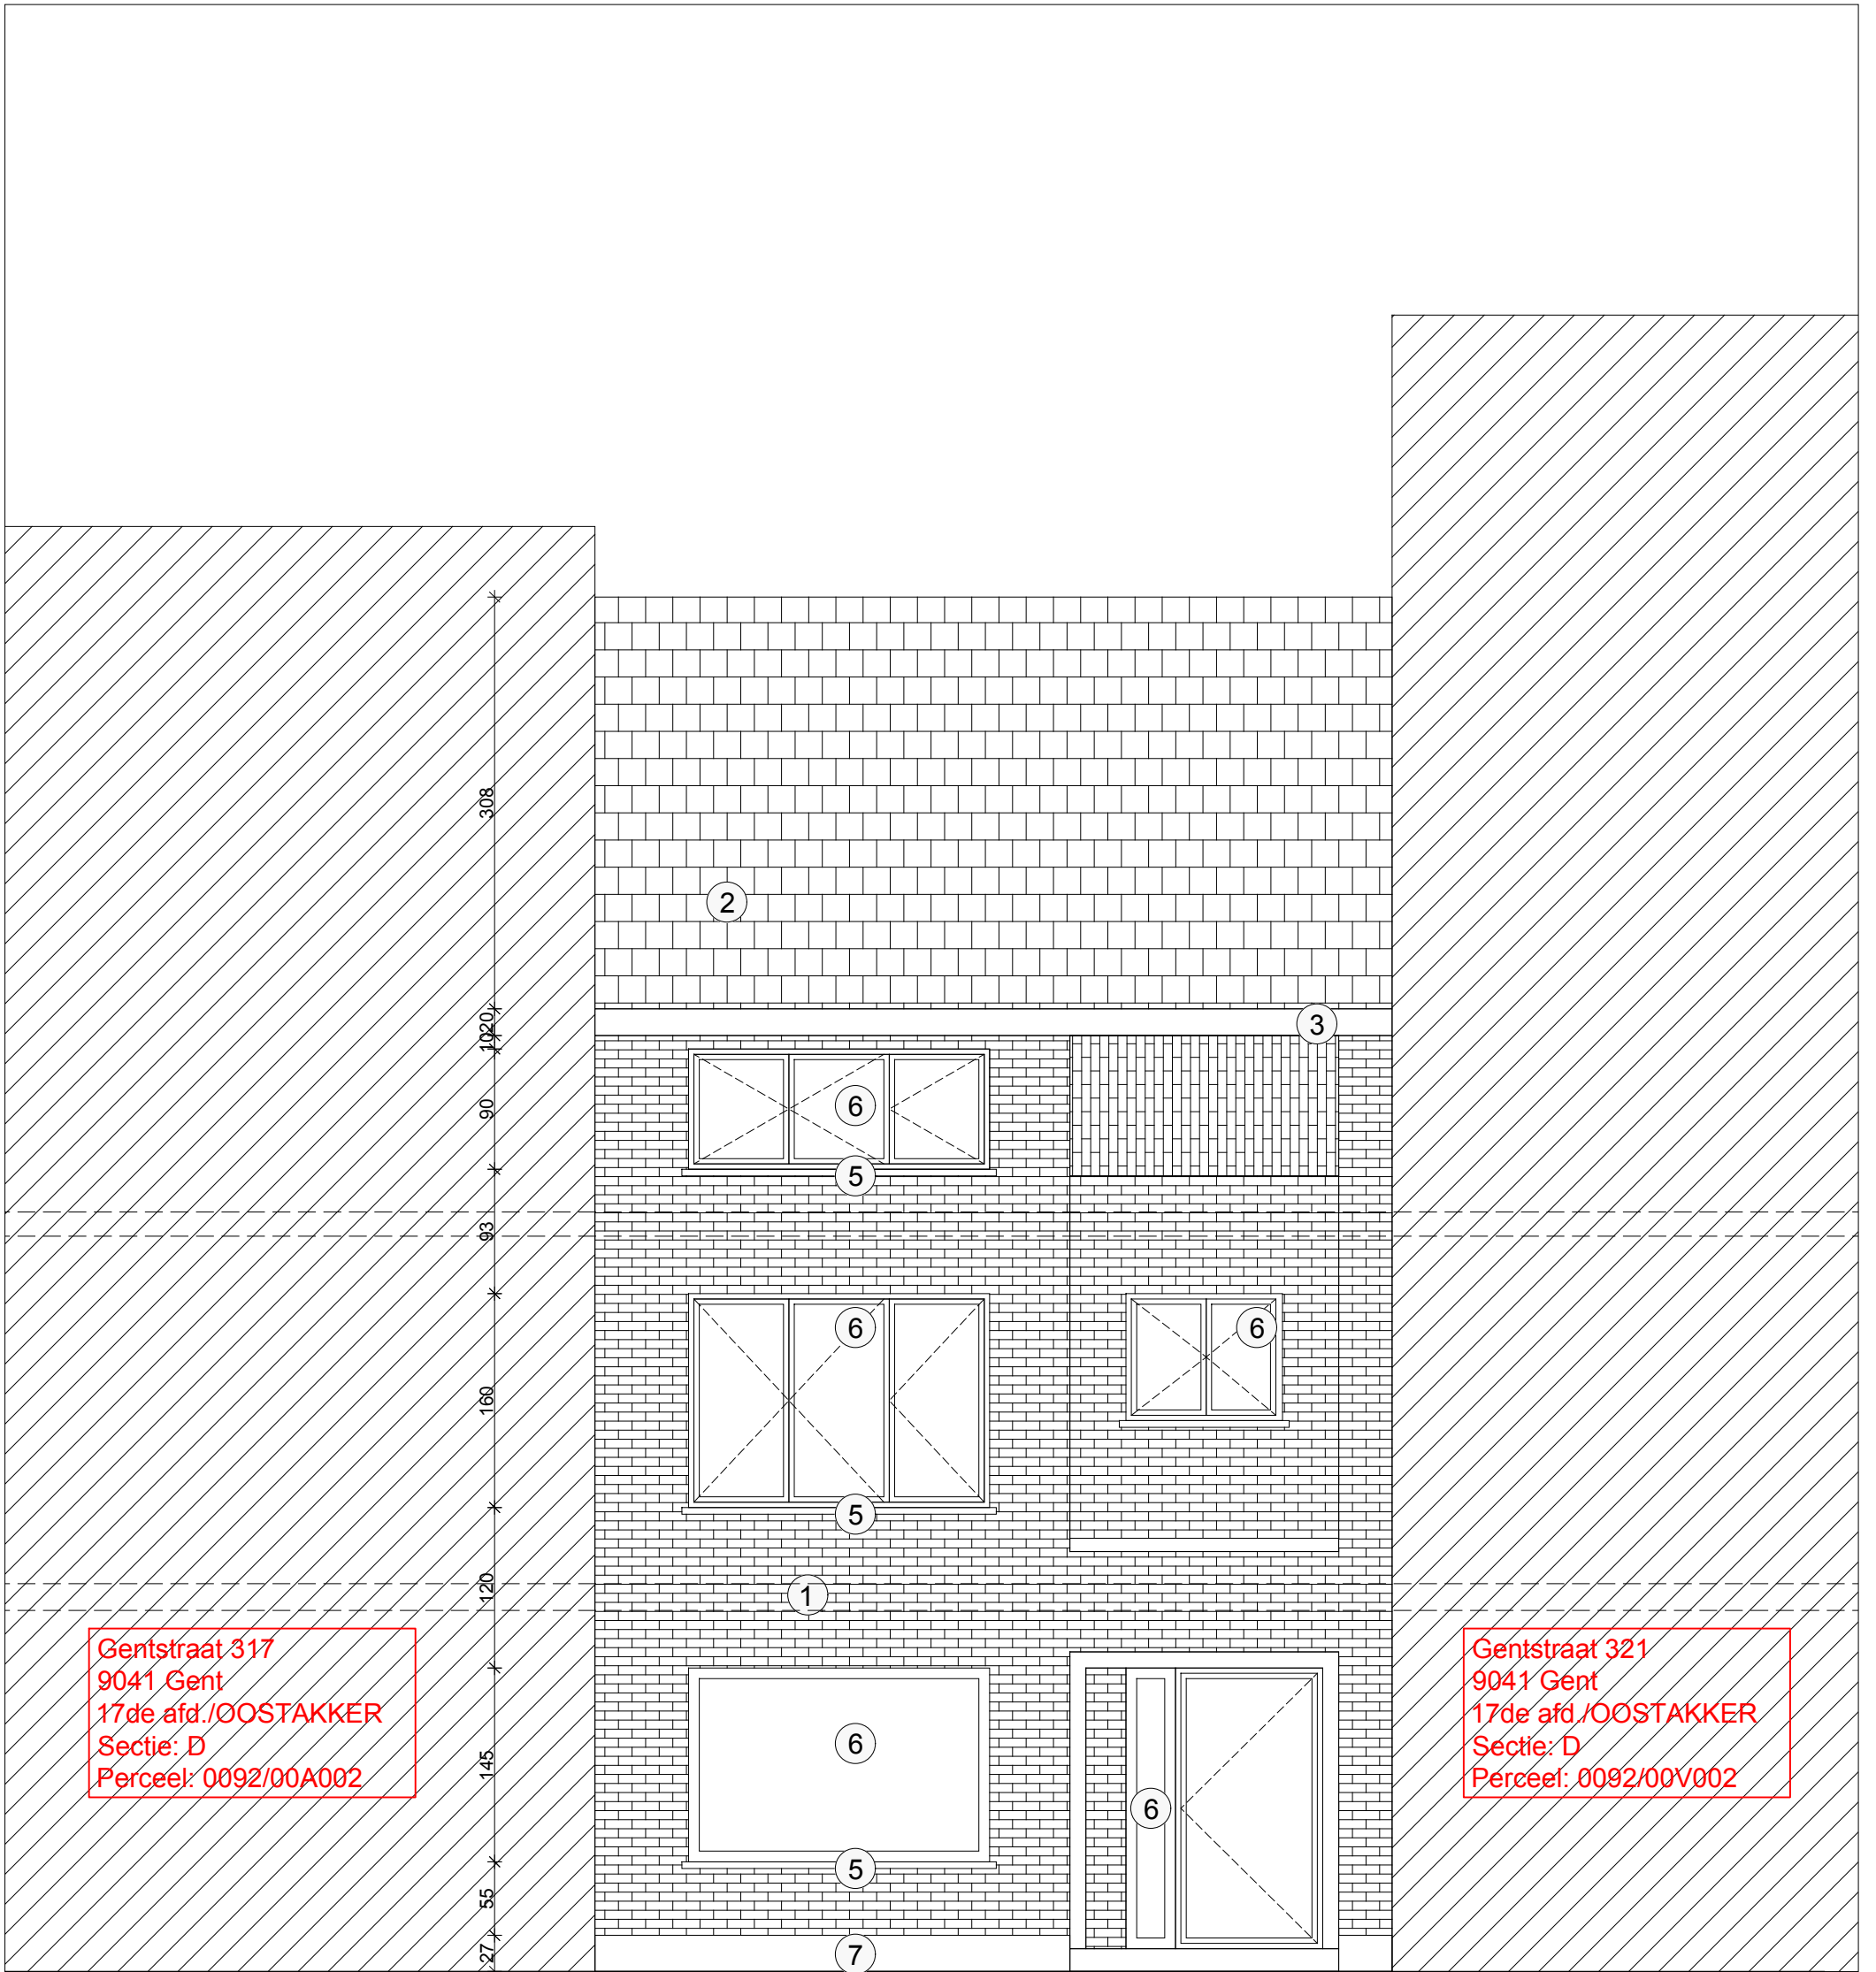 308
2
20
3
10
6
90
5
93
6
6
160
5
120
1
Gentstraat 317
9041 Gent
17de afd./OOSTAKKER
Sectie: D
Perceel: 0092/00A002
Gentstraat 321
9041 Gent
17de afd./OOSTAKKER
Sectie: D
Perceel: 0092/00V002
6
145
6
5
55
7
27